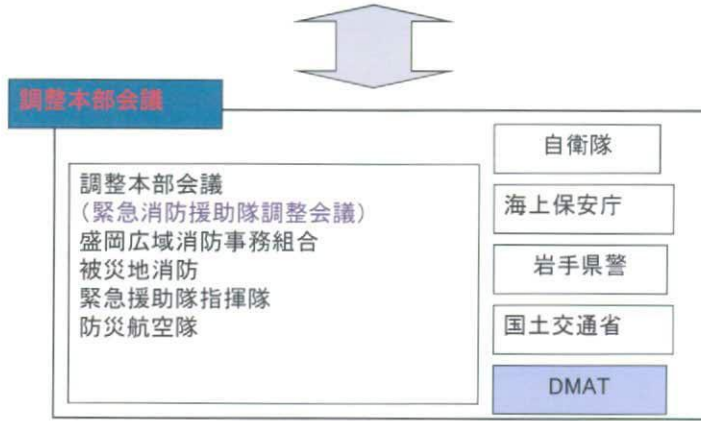 調整本部会議
調整本部会議
（緊急消防援助隊調整会議）
盛岡広域消防事務組合
被災地消防
緊急援助隊指揮隊
防災航空隊
自衛隊
海上保安庁
岩手県警
国土交通省
DMAT